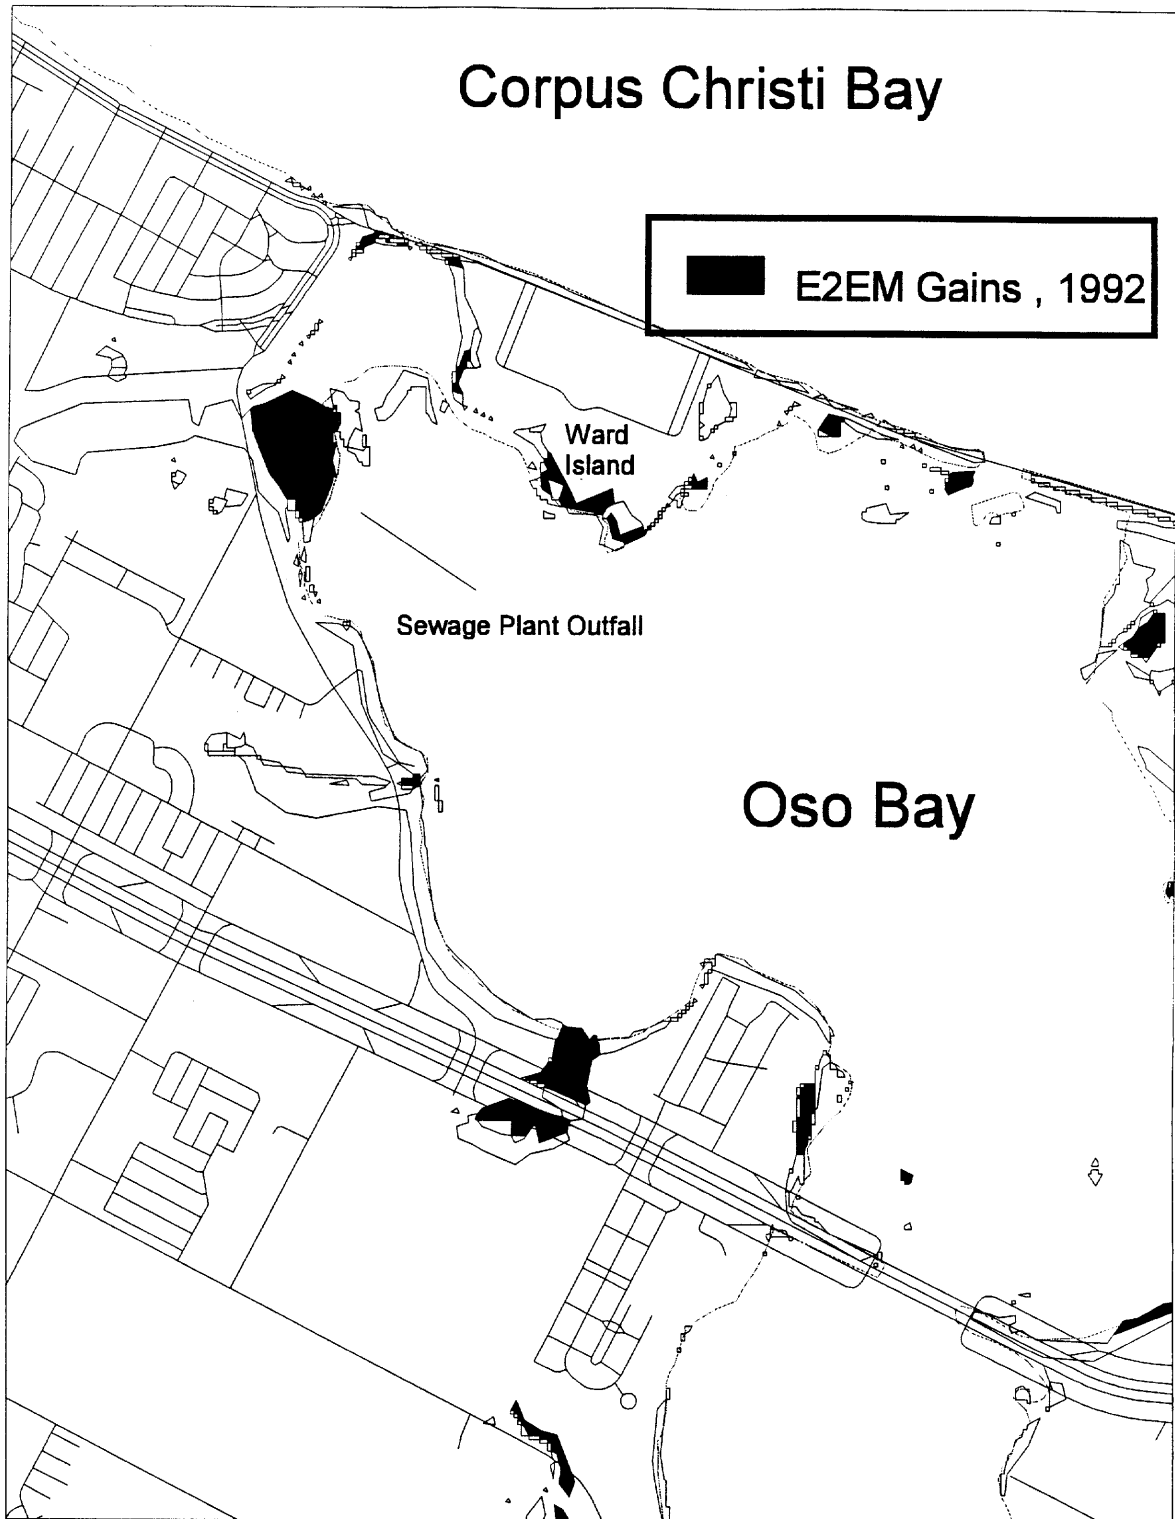 Corpus Christi Bay
E2EM Gains , 1992
Ward
Island
Sewage Plant Outfall
Oso Bay